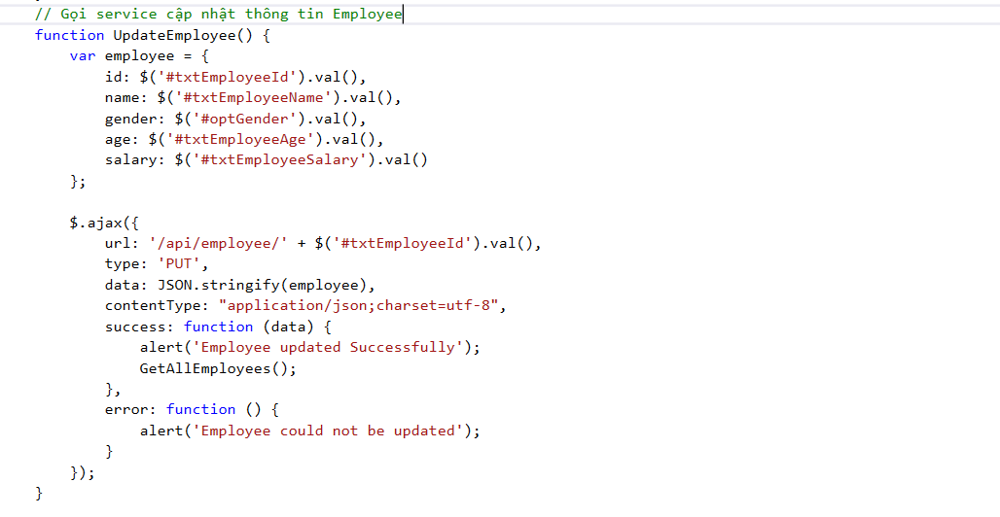 // Gọi service cập nhật thông tin Employee
function UpdateEmployee() {
    var employee = {
        id: $('#txtEmployeeId').val(),
        name: $('#txtEmployeeName').val(),
        gender: $('#optGender').val(),
        age: $('#txtEmployeeAge').val(),
        salary: $('#txtEmployeeSalary').val()
    };

    $.ajax({
        url: '/api/employee/' + $('#txtEmployeeId').val(),
        type: 'PUT',
        data: JSON.stringify(employee),
        contentType: "application/json;charset=utf-8",
        success: function (data) {
            alert('Employee updated Successfully');
            GetAllEmployees();
        },
        error: function () {
            alert('Employee could not be updated');
        }
    });
}